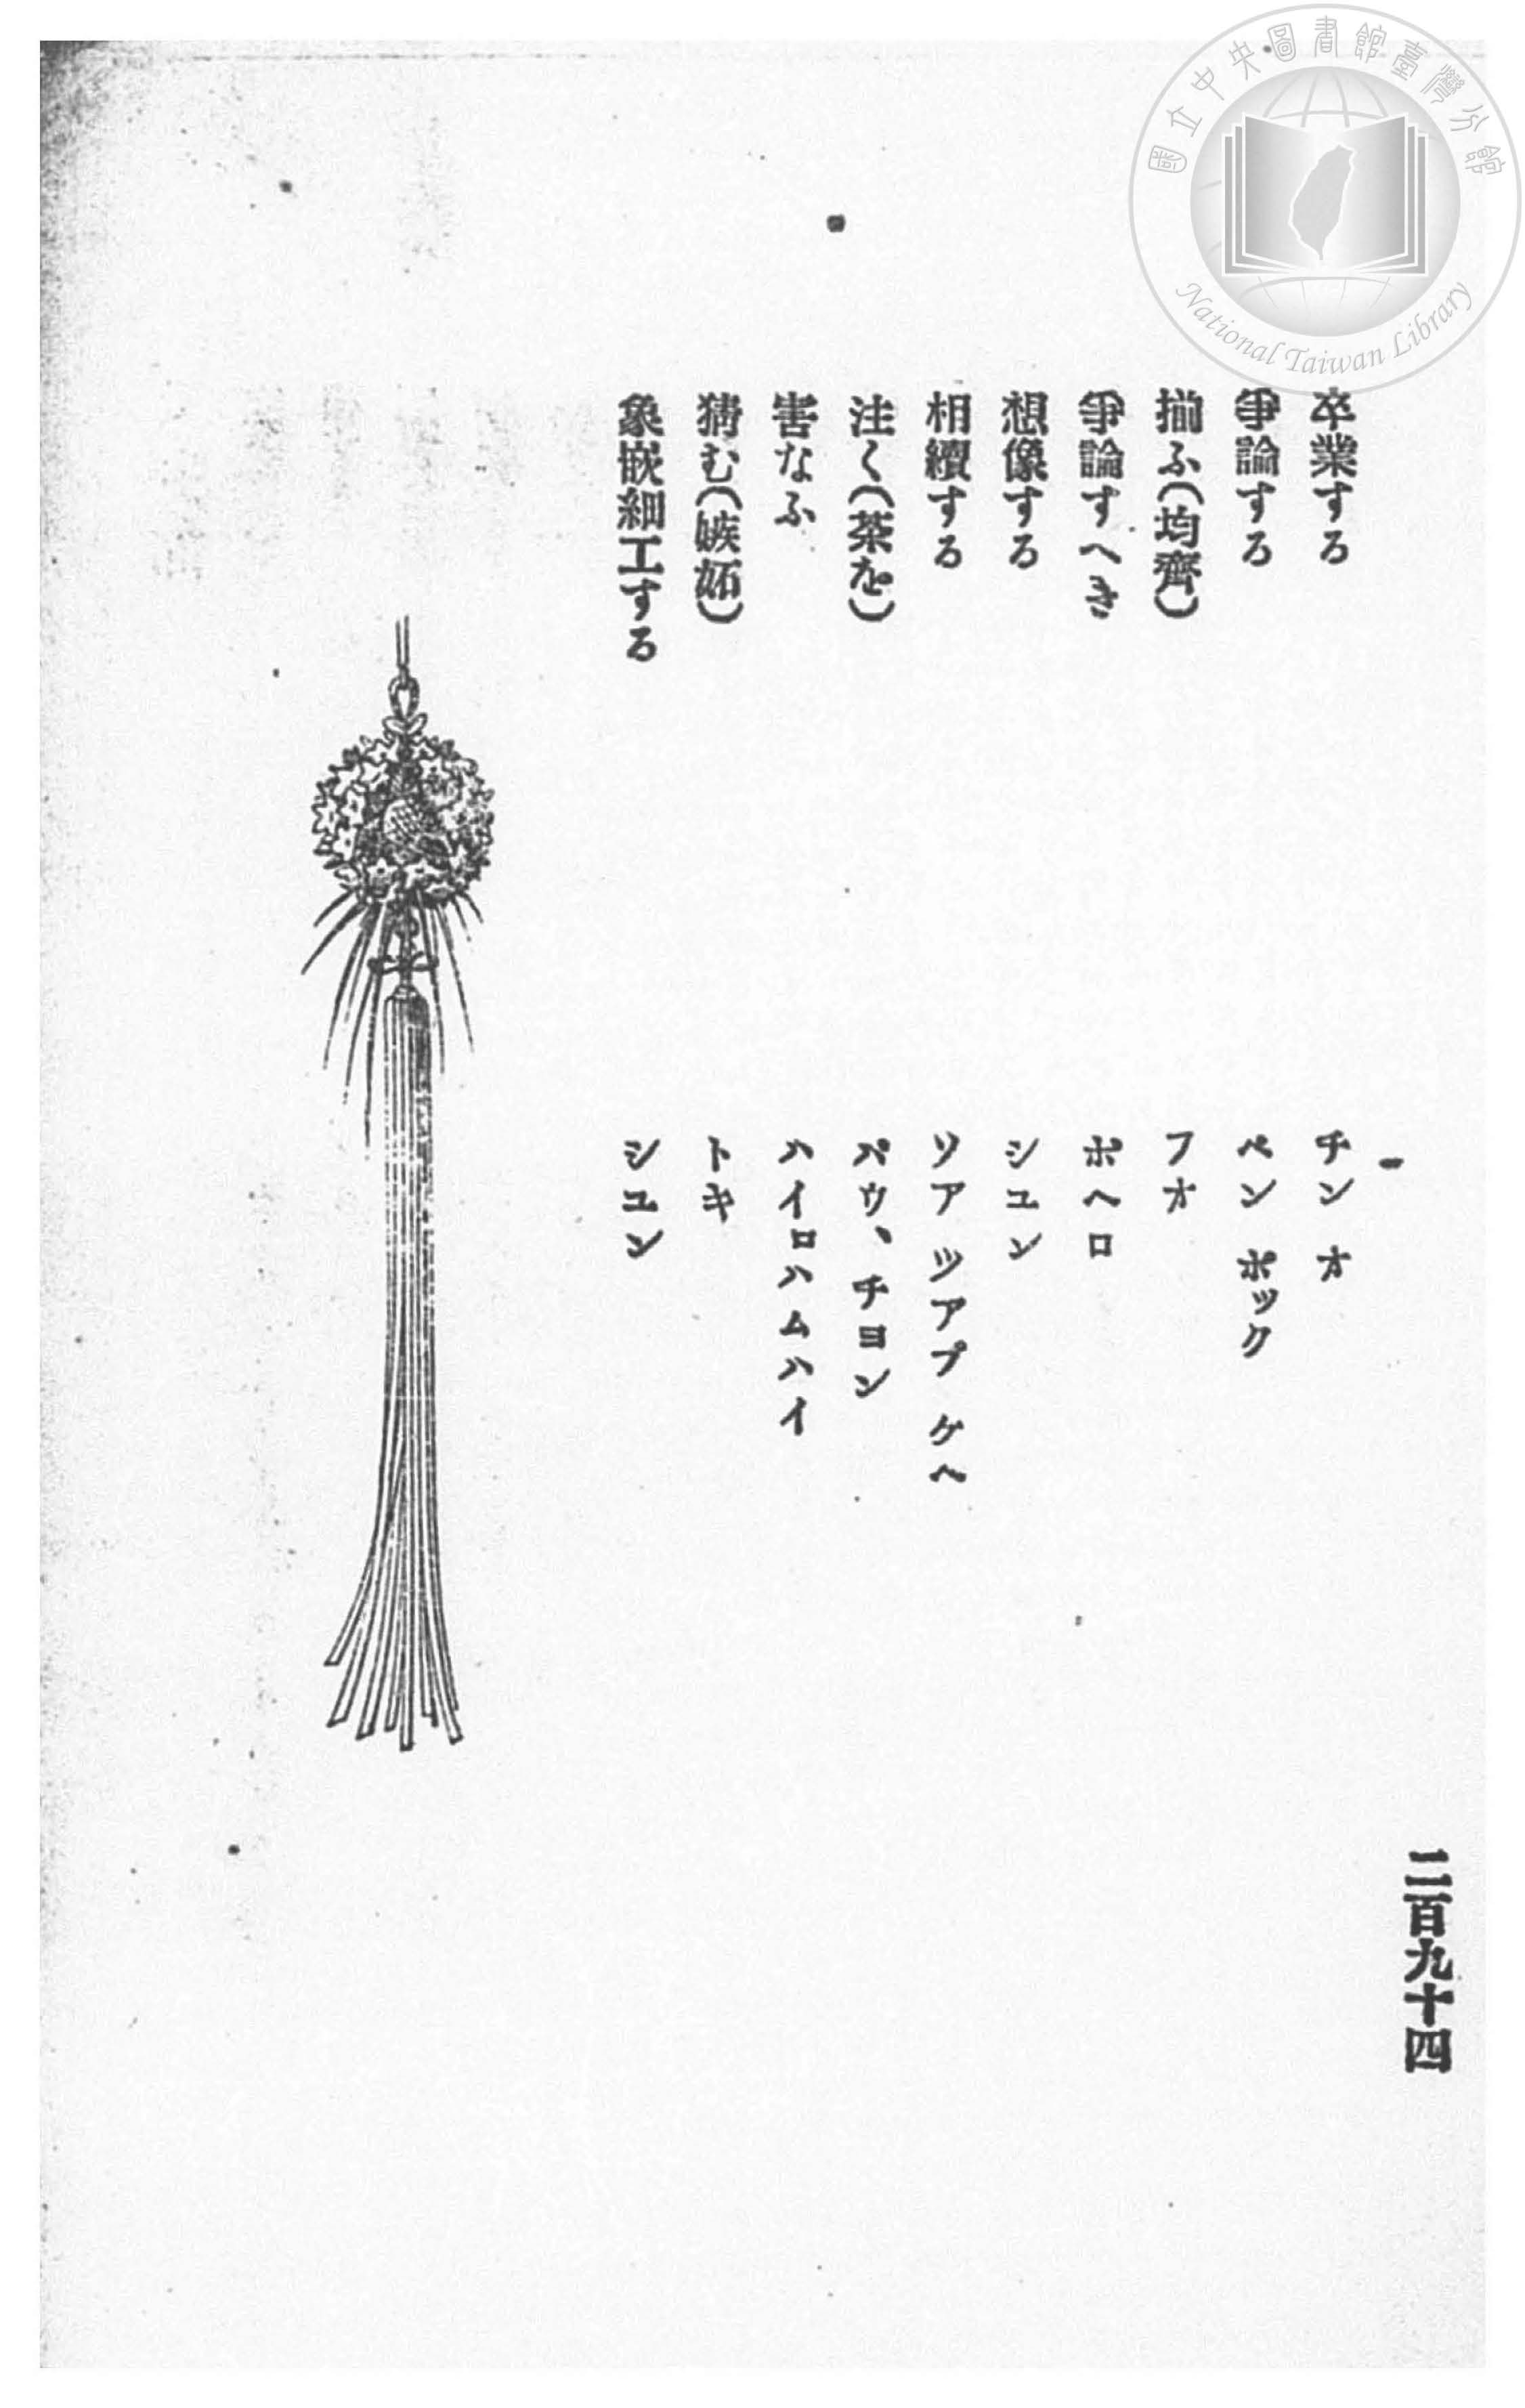 國立中央圖書館臺灣分館
National Taiwan Library
二百九十四
卒業する　チン オ
爭論する　ペン ポック
揃ふ(均齊)　フオ
爭論すへき　ポヘロ
想像する　シユン
相續する　ソア ツアプ ケヘ
注く(茶を)　パウ、チヨン
害なふ　ハイロハムハイ
猜む(嫉妬)　トキ
象嵌細工する　シユン